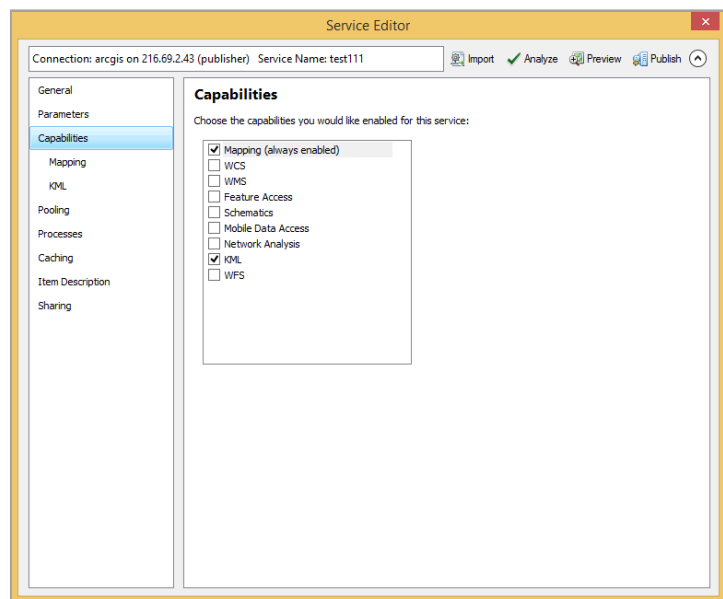 Service Editor
Connection: arcgis on 216.69.2.43 (publisher) Service Name: test111
Import
Analyze
Preview
Publish
General
Parameters
Capabilities
Mapping
KML
Pooling
Processes
Caching
Item Description
Sharing
Capabilities
Choose the capabilities you would like enabled for this service:
Mapping (always enabled)
WCS
WMS
Feature Access
Schematics
Mobile Data Access
Network Analysis
KML
WFS